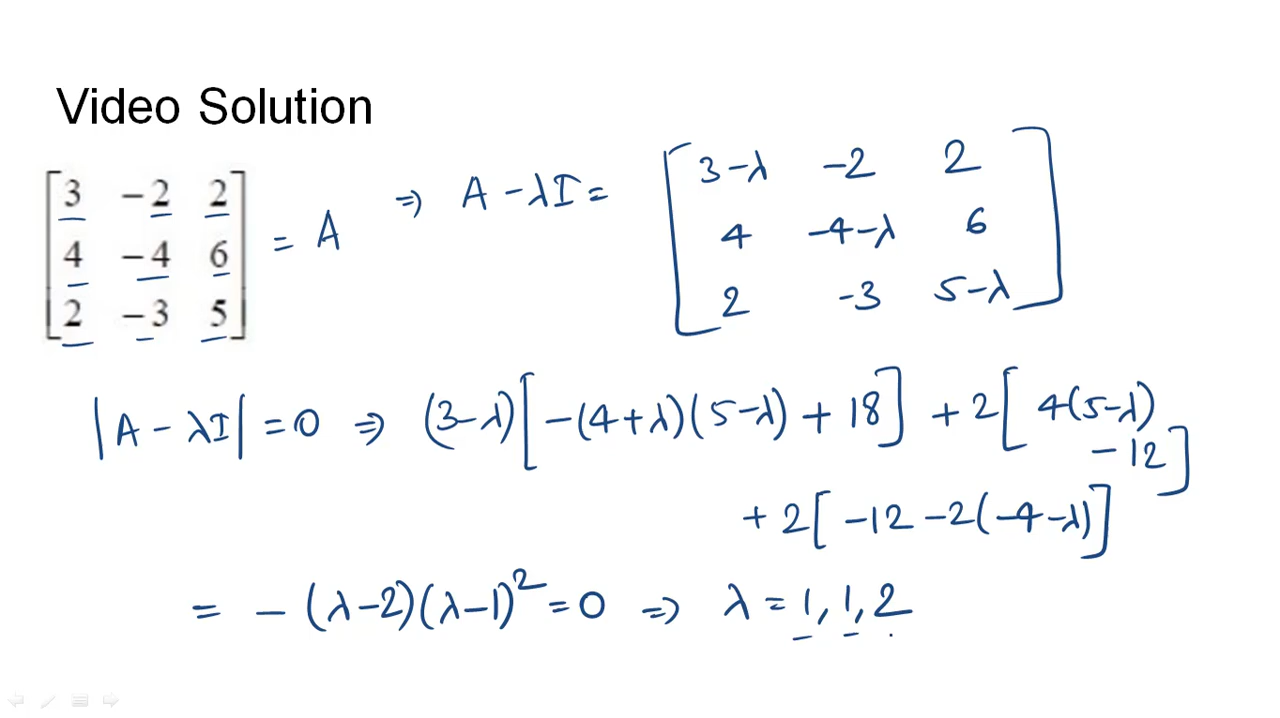 Video Solution
[3 −2 2
4 −4 6
2 −3 5] = A ⇒ A − λI = [3−λ −2 2
4 −4−λ 6
2 −3 5−λ]
|A − λI| = 0 ⇒ (3−λ)[−(4+λ)(5−λ) + 18] + 2[4(5−λ)
− 12]
+ 2[−12 −2(−4−λ)]
= −(λ−2)(λ−1)² = 0 ⇒ λ = 1, 1, 2